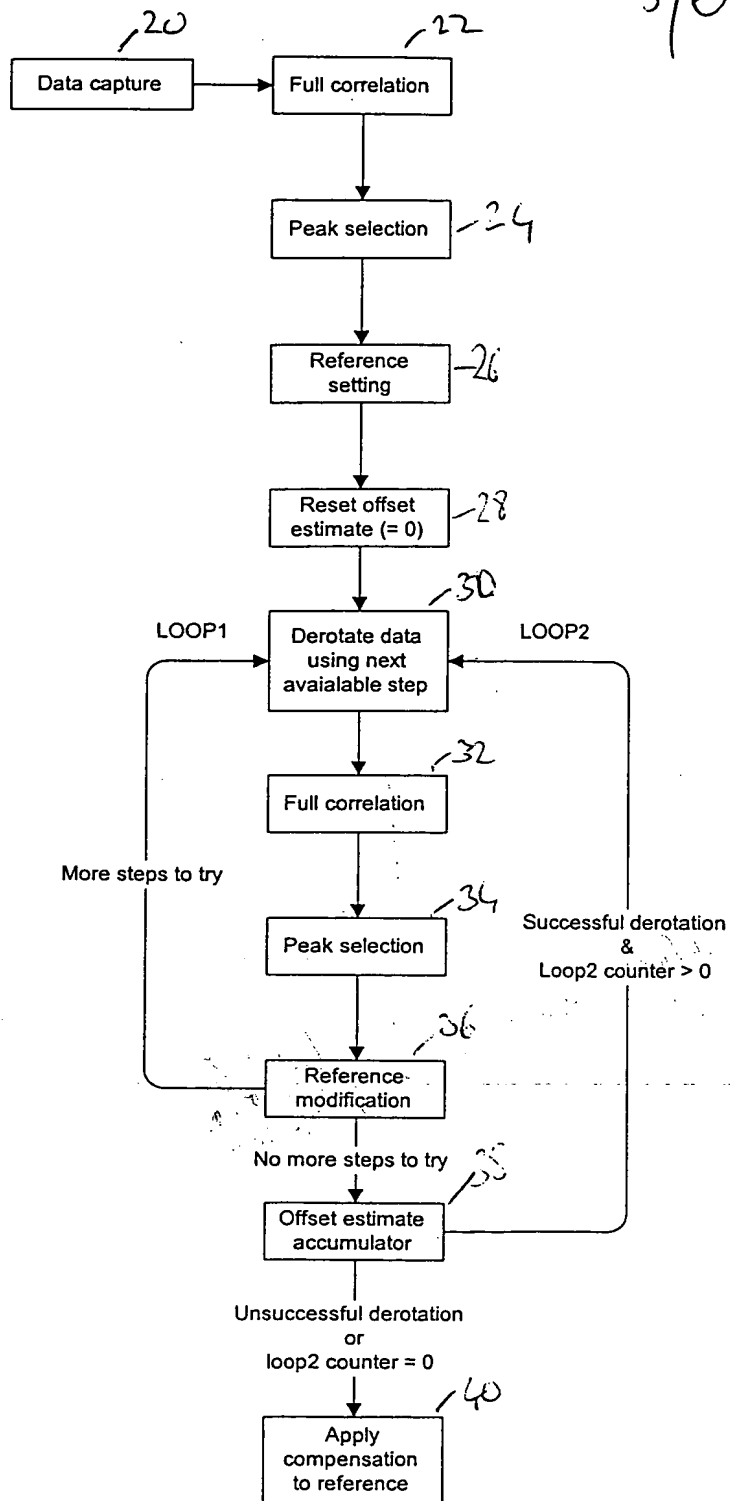 20
22
Data capture
Full correlation
Peak selection
24
Reference
setting
26
Reset offset
estimate (= 0)
28
30
LOOP1
Derotate data
using next
avaialable step
LOOP2
32
Full correlation
More steps to try
34
Peak selection
Successful derotation
&
Loop2 counter > 0
36
Reference
modification
No more steps to try
Offset estimate
accumulator
Unsuccessful derotation
or
loop2 counter = 0
40
Apply
compensation
to reference